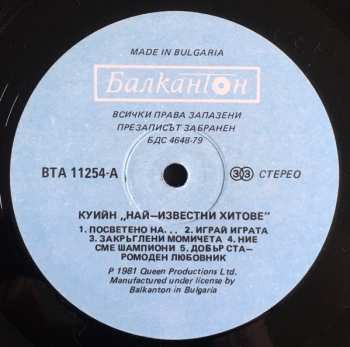 MADE IN BULGARIA
Балкантон
ВСИЧКИ ПРАВА ЗАПАЗЕНИ
ПРЕЗАПИСЪТ ЗАБРАНЕН
БДС 4648-79
ВТА 11254-А
33 СТЕРЕО
КУИЙН „НАЙ-ИЗВЕСТНИ ХИТОВЕ"
1. ПОСВЕТЕНО НА... 2. ИГРАЙ ИГРАТА
3. ЗАКРЪГЛЕНИ МОМИЧЕТА 4. НИЕ
СМЕ ШАМПИОНИ 5. ДОБЪР СТА-
РОМОДЕН ЛЮБОВНИК
P 1981 Queen Productions Ltd.
Manufactured under license by
Balkanton in Bulgaria